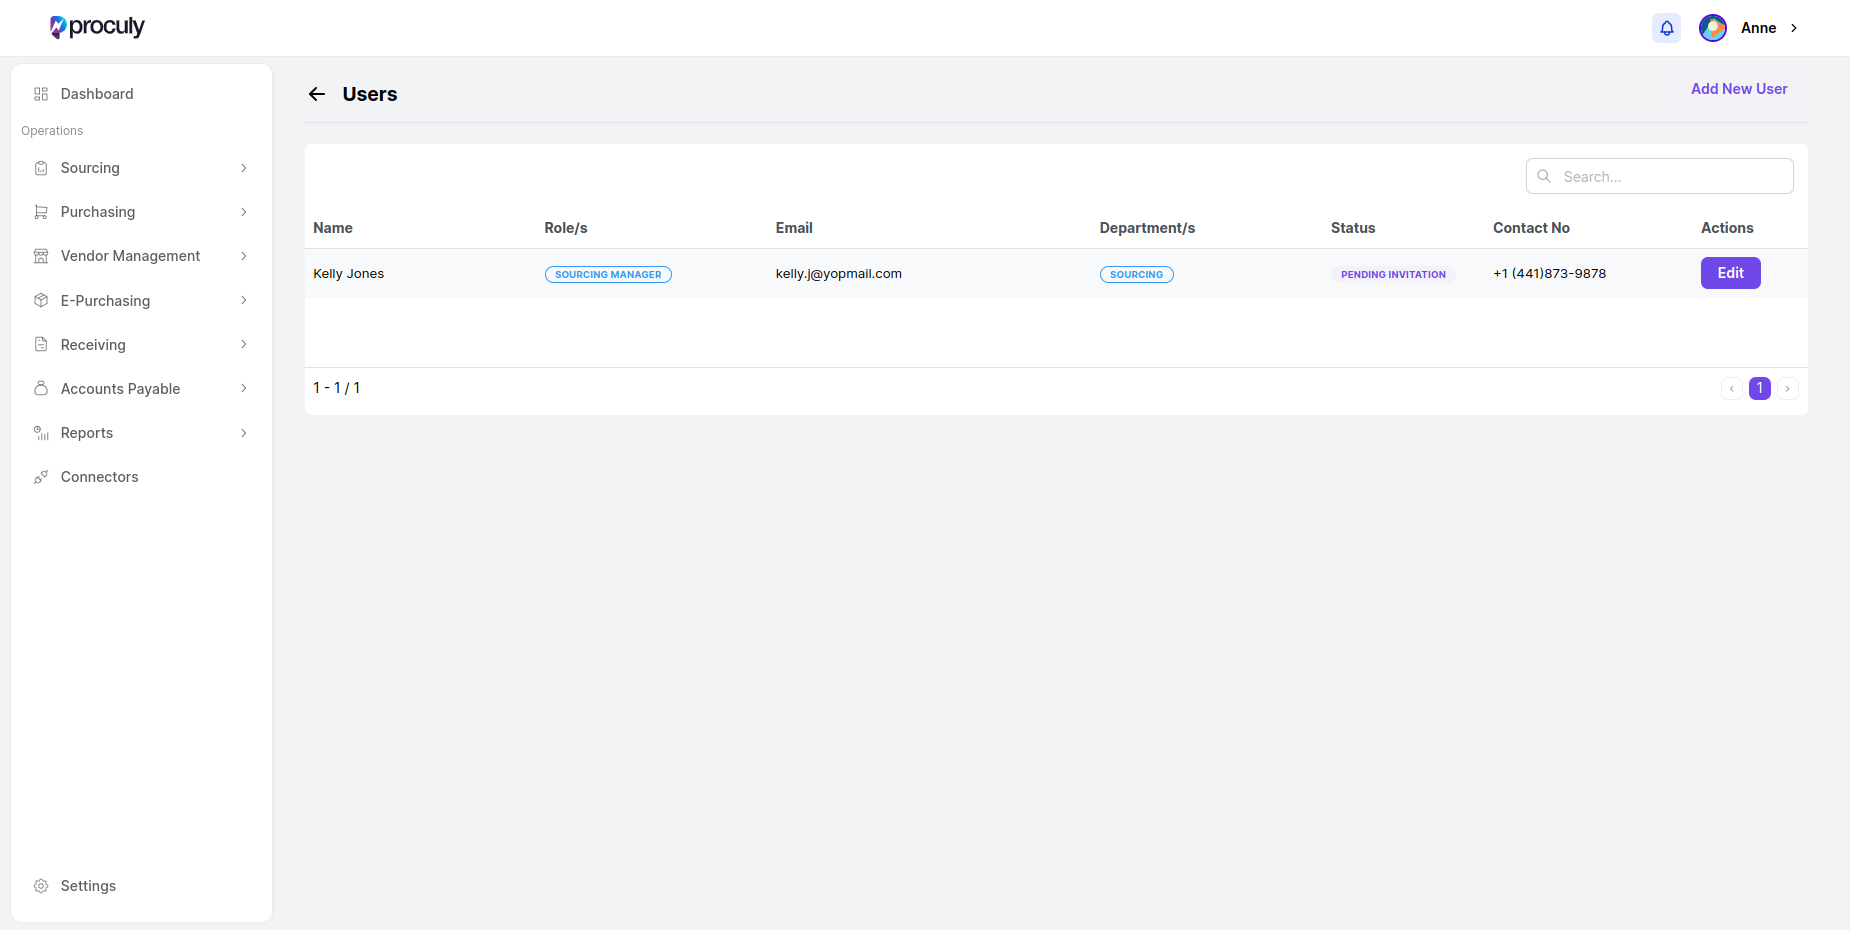 proculy
Anne
Dashboard
Operations
Sourcing
Purchasing
Vendor Management
E-Purchasing
Receiving
Accounts Payable
Reports
Connectors
Settings
Users
Add New User
Search...
Name Role/s Email Department/s Status Contact No Actions
Kelly Jones SOURCING MANAGER kelly.j@yopmail.com SOURCING PENDING INVITATION +1 (441)873-9878 Edit
1 - 1 / 1
‹ 1 ›